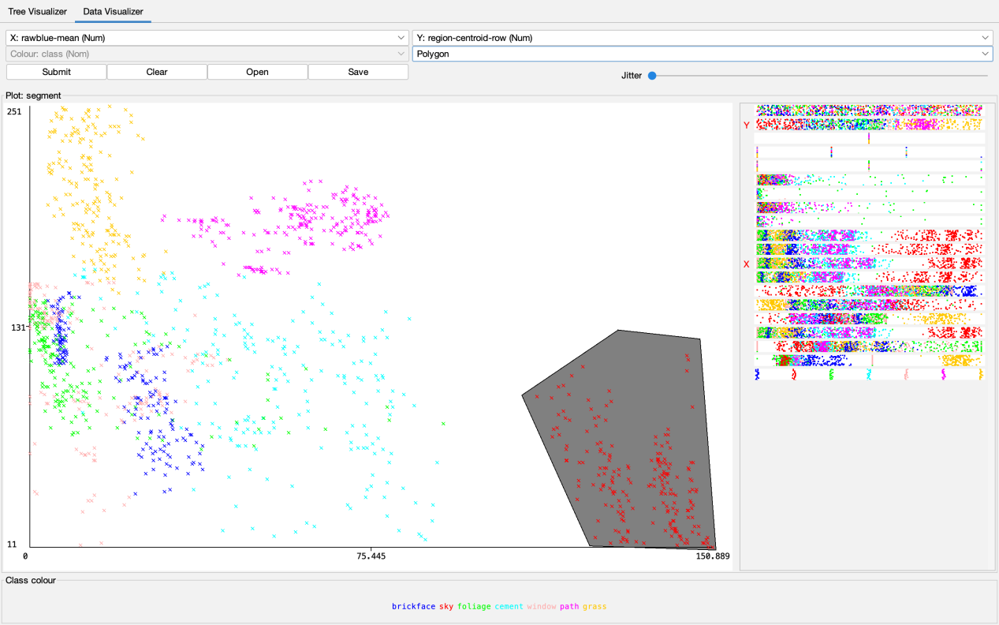 Tree Visualizer Data Visualizer
X: rawblue-mean (Num) Y: region-centroid-row (Num)
Colour: class (Nom) Polygon
Submit Clear Open Save Jitter
Plot: segment
251
Y
X
131
11
0 75.445 150.889
Class colour
brickface sky foliage cement window path grass